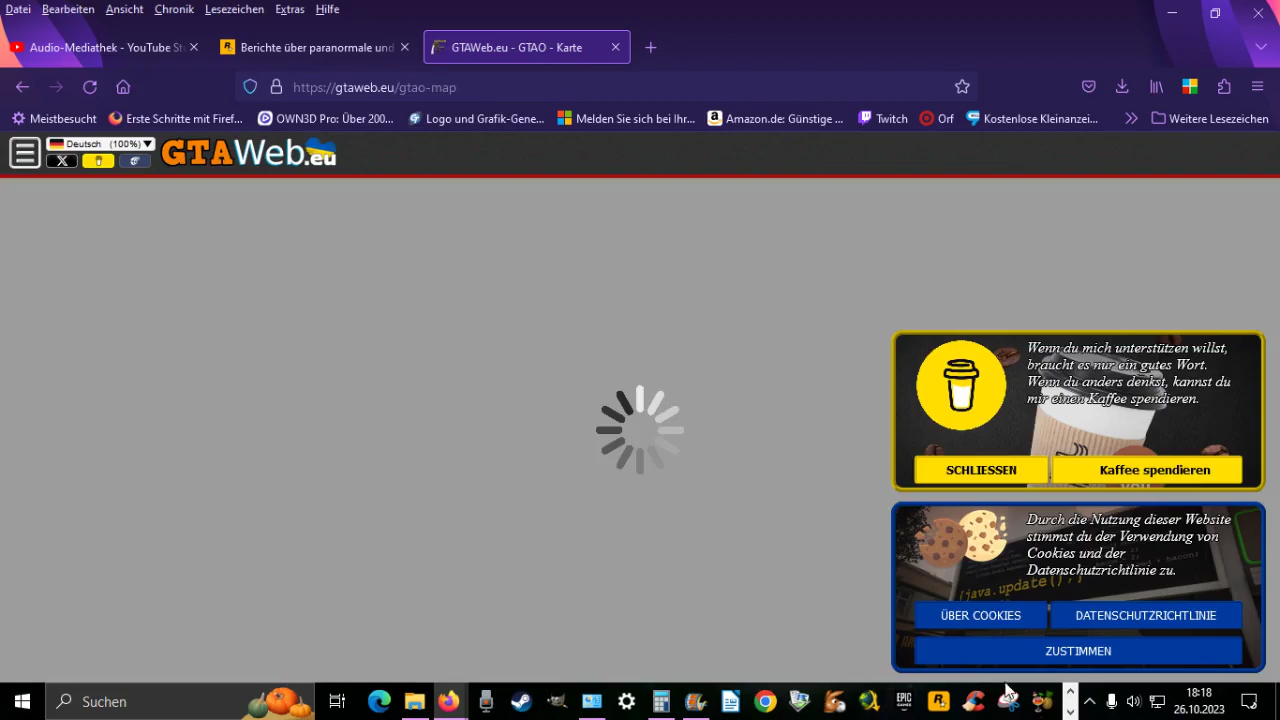 Datei Bearbeiten Ansicht Chronik Lesezeichen Extras Hilfe
Audio-Mediathek - YouTube St
Berichte über paranormale und
GTAWeb.eu - GTAO - Karte
https://gtaweb.eu/gtao-map
Meistbesucht
Erste Schritte mit Firef...
OWN3D Pro: Über 200...
Logo und Grafik-Gene...
Melden Sie sich bei Ihr...
Amazon.de: Günstige ...
Twitch
Orf
Kostenlose Kleinanzei...
Weitere Lesezeichen
Deutsch (100%)
GTAWeb.eu
Wenn du mich unterstützen willst,
braucht es nur ein gutes Wort.
Wenn du anders denkst, kannst du
mir einen Kaffee spendieren.
SCHLIESSEN
Kaffee spendieren
Durch die Nutzung dieser Website
stimmst du der Verwendung von
Cookies und der
Datenschutzrichtlinie zu.
{java.update();}
ÜBER COOKIES
DATENSCHUTZRICHTLINIE
ZUSTIMMEN
Suchen
EPIC
GAMES
18:18
26.10.2023